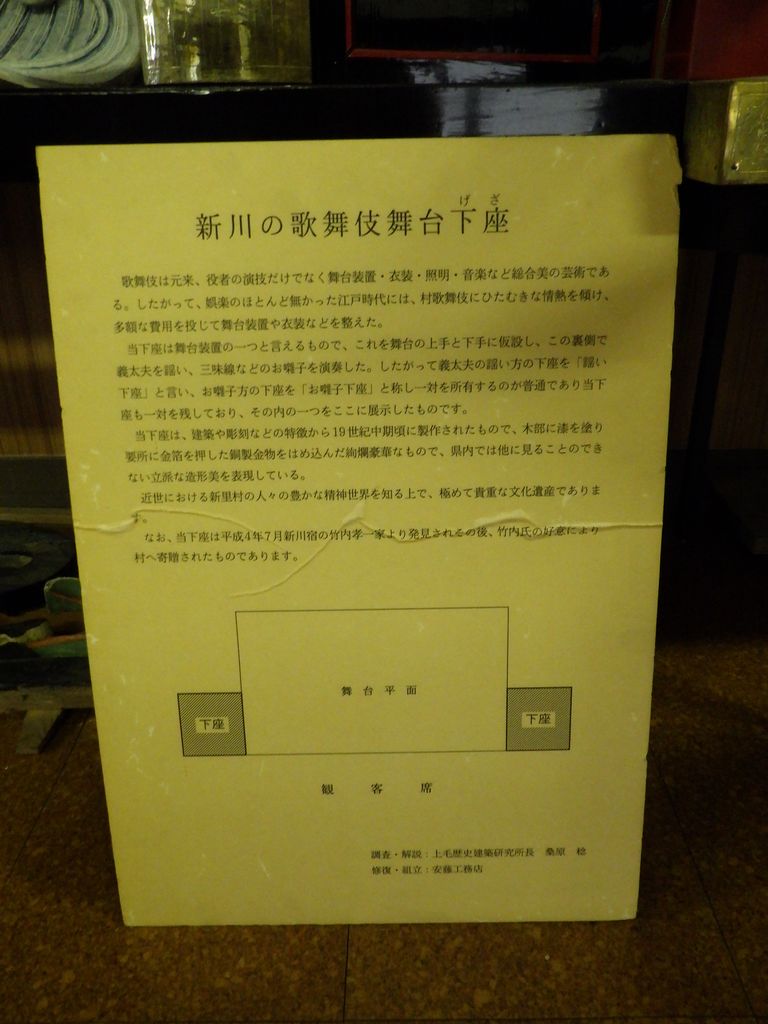 げざ
新川の歌舞伎舞台下座
歌舞伎は元来、役者の演技だけでなく舞台装置・衣装・照明・音楽など総合美の芸術であ
る。したがって、娯楽のほとんど無かった江戸時代には、村歌舞伎にひたむきな情熱を傾け、
多額な費用を投じて舞台装置や衣装などを整えた。
当下座は舞台装置の一つと言えるもので、これを舞台の上手と下手に仮設し、この裏側で
義太夫を謡い、三味線などのお囃子を演奏した。したがって義太夫の謡い方の下座を「謡い
下座」と言い、お囃子方の下座を「お囃子下座」と称し一対を所有するのが普通であり当下
座も一対を残しており、その内の一つをここに展示したものです。
当下座は、建築や彫刻などの特徴から19世紀中期頃に製作されたもので、木部に漆を塗り
要所に金箔を押した銅製金物をはめ込んだ絢爛豪華なもので、県内では他に見ることのでき
ない立派な造形美を表現している。
近世における新里村の人々の豊かな精神世界を知る上で、極めて貴重な文化遺産でありま
す。
なお、当下座は平成4年7月新川宿の竹内孝一家より発見されその後、竹内氏の好意により
村へ寄贈されたものであります。
舞台平面
下座
下座
観客席
調査・解説：上毛歴史建築研究所長　桑原　稔
修復・組立：安藤工務店